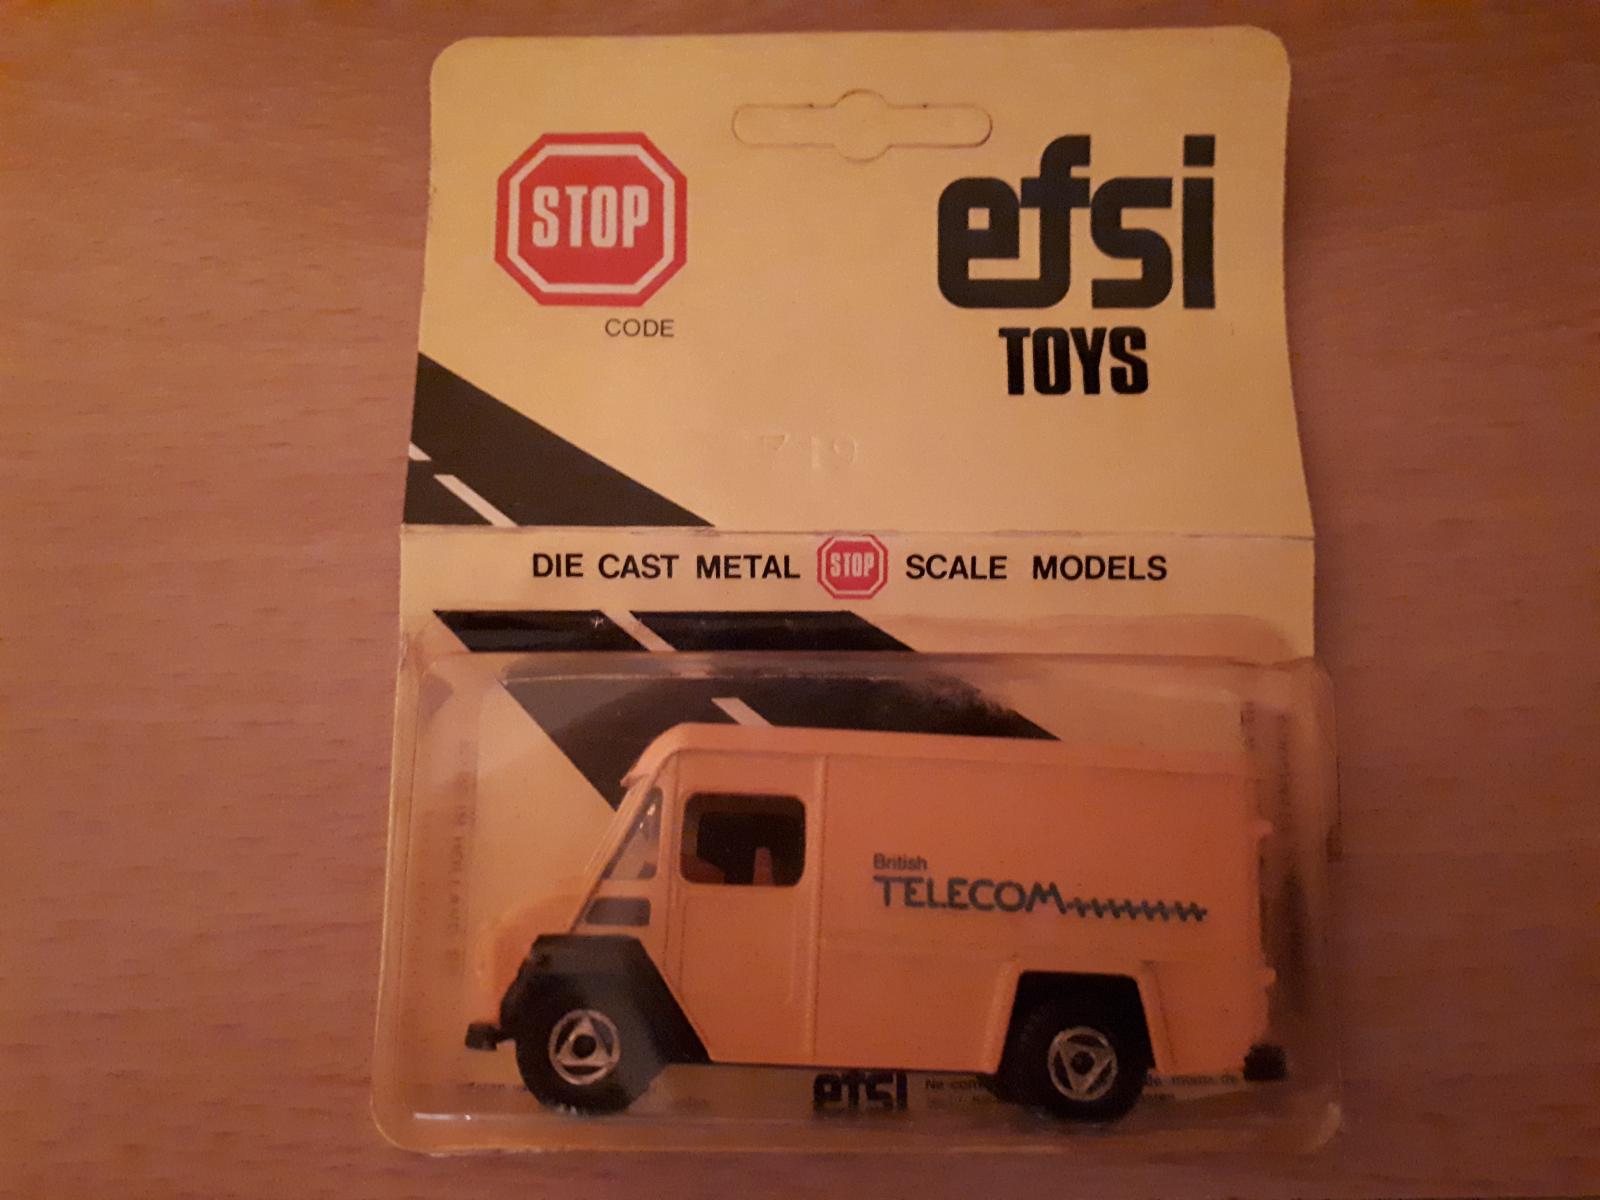 STOP
CODE
efsi
TOYS
DIE CAST METAL STOP SCALE MODELS
British
TELECOM
efsi